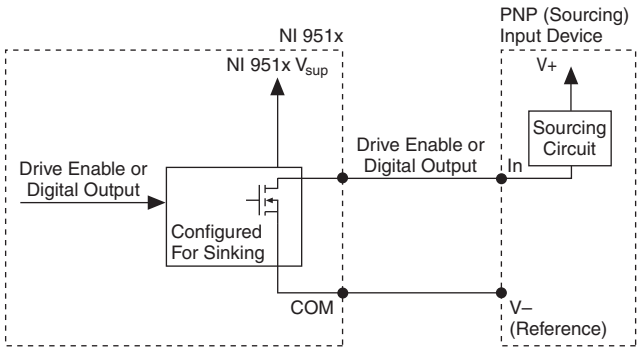 NI 951x
PNP (Sourcing)
Input Device
NI 951x Vsup
V+
Sourcing
Circuit
Drive Enable or
Digital Output
In
Drive Enable or
Digital Output
Configured
For Sinking
COM
V–
(Reference)